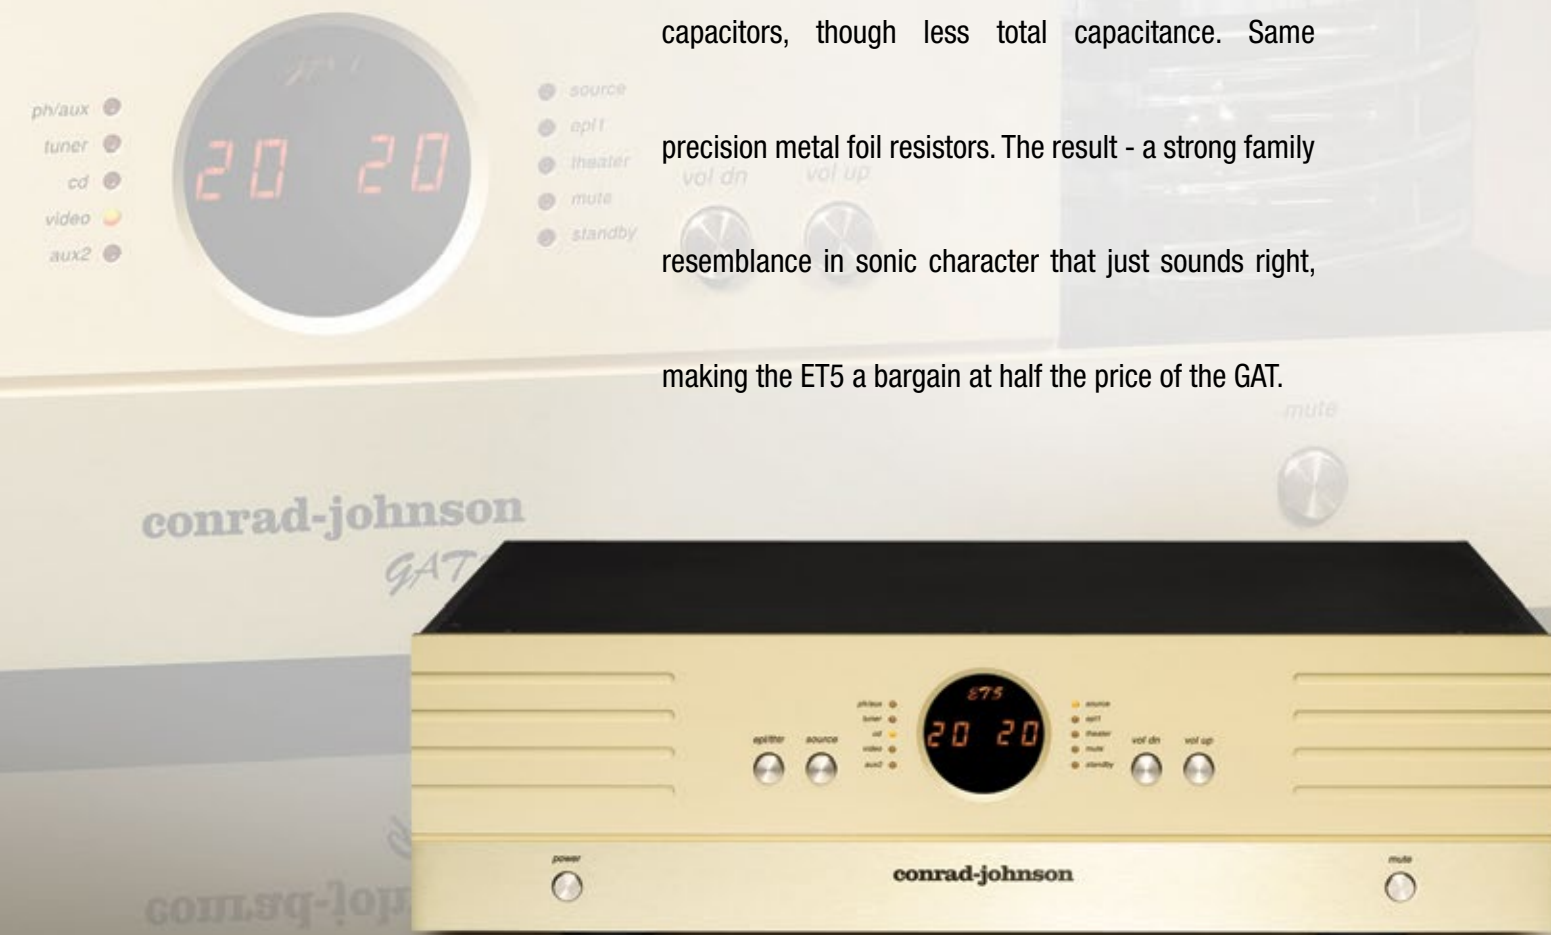 capacitors, though less total capacitance. Same
precision metal foil resistors. The result - a strong family
resemblance in sonic character that just sounds right,
making the ET5 a bargain at half the price of the GAT.
ph/aux
tuner
cd
video
aux2
20 20
source
epl1
theater
mute
standby
vol dn
vol up
mute
conrad-johnson
GAT
ET5
20 20
epl/thtr
source
ph/aux
tuner
cd
video
aux2
source
epl1
theater
mute
standby
vol dn
vol up
power
conrad-johnson
mute